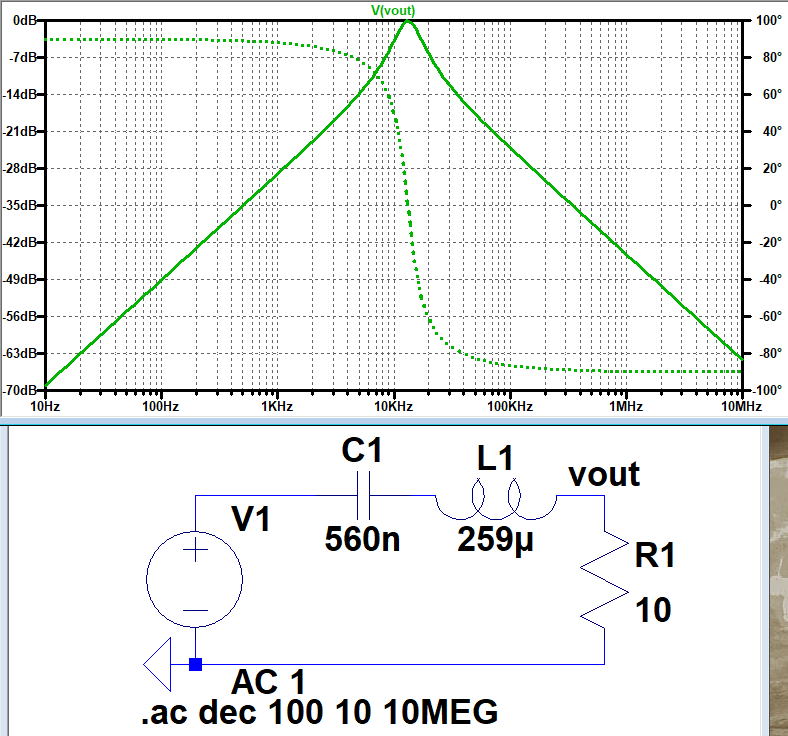 V(vout)
0dB 100°
-7dB 80°
-14dB 60°
-21dB 40°
-28dB 20°
-35dB 0°
-42dB -20°
-49dB -40°
-56dB -60°
-63dB -80°
-70dB -100°
10Hz 100Hz 1KHz 10KHz 100KHz 1MHz 10MHz
C1
L1
vout
V1
560n
259µ
R1
10
AC 1
.ac dec 100 10 10MEG